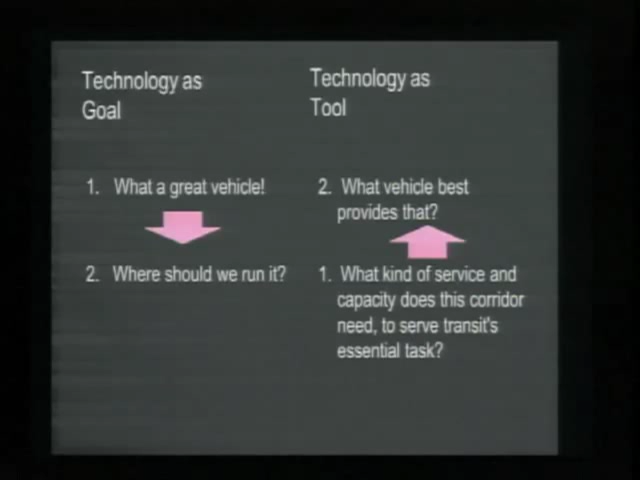 Technology as
Goal
1. What a great vehicle!
2. Where should we run it?
Technology as
Tool
2. What vehicle best
provides that?
1. What kind of service and
capacity does this corridor
need, to serve transit's
essential task?